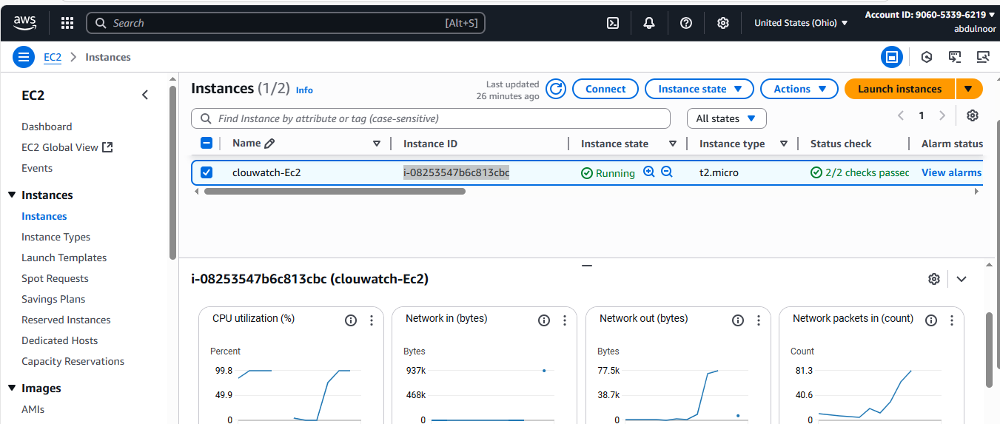 aws
Search [Alt+S]
United States (Ohio)
Account ID: 9060-5339-6219
abdulnoor
EC2 Instances
EC2
Dashboard
EC2 Global View
Events
Instances
Instances
Instance Types
Launch Templates
Spot Requests
Savings Plans
Reserved Instances
Dedicated Hosts
Capacity Reservations
Images
AMIs
Instances (1/2) Info
Last updated
26 minutes ago
Connect
Instance state
Actions
Launch instances
Find Instance by attribute or tag (case-sensitive)
All states
1
Name Instance ID Instance state Instance type Status check Alarm status
clouwatch-Ec2 i-08253547b6c813cbc Running t2.micro 2/2 checks passec View alarms
i-08253547b6c813cbc (clouwatch-Ec2)
CPU utilization (%)
Percent
99.8
49.9
0
Network in (bytes)
Bytes
937k
468k
0
Network out (bytes)
Bytes
77.5k
38.7k
0
Network packets in (count)
Count
81.3
40.6
0